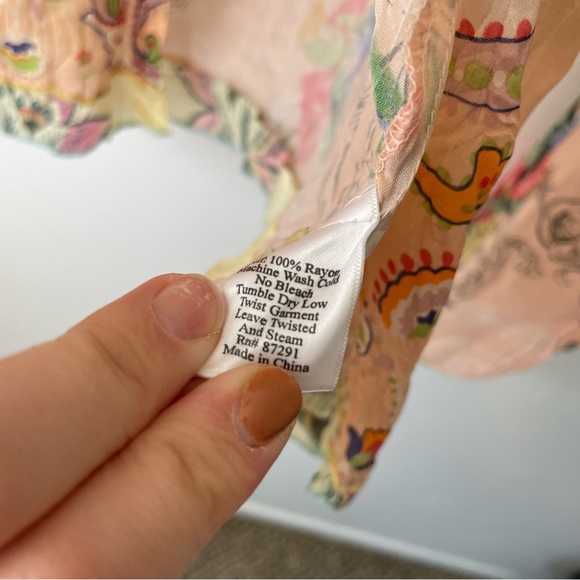 100% Rayon
Machine Wash Cold
No Bleach
Tumble Dry Low
Twist Garment
Leave Twisted
And Steam
Rn# 87291
Made in China